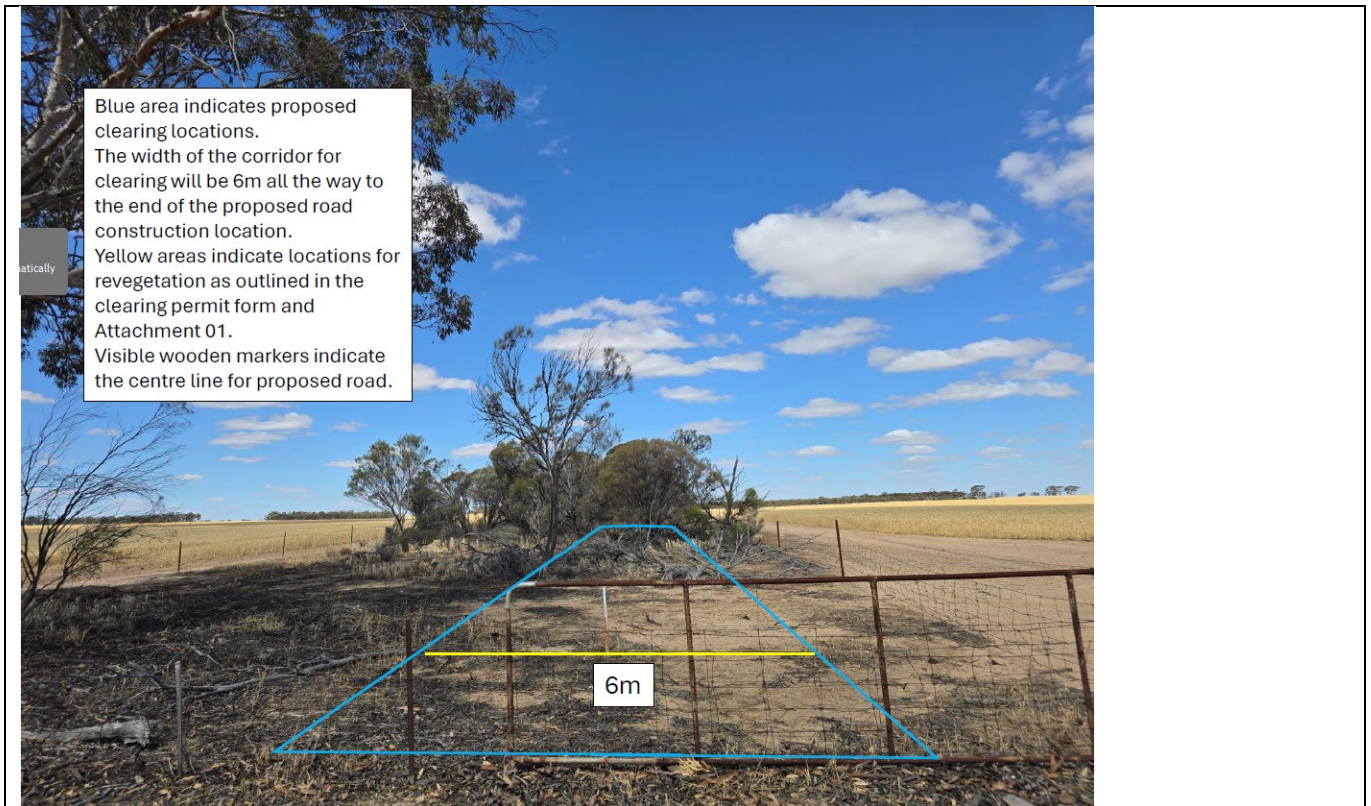 Blue area indicates proposed
clearing locations.
The width of the corridor for
clearing will be 6m all the way to
the end of the proposed road
construction location.
Yellow areas indicate locations for
revegetation as outlined in the
clearing permit form and
Attachment 01.
Visible wooden markers indicate
the centre line for proposed road.
atically
6m